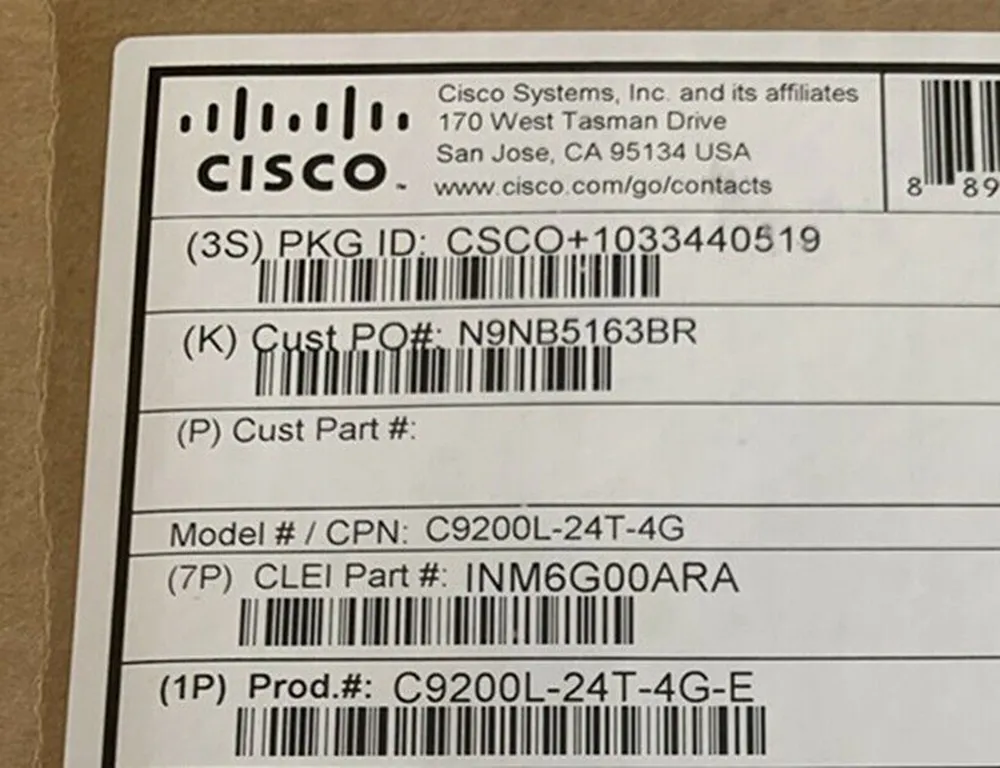 CISCO
Cisco Systems, Inc. and its affiliates
170 West Tasman Drive
San Jose, CA 95134 USA
www.cisco.com/go/contacts
8 89
(3S) PKG ID: CSCO+1033440519
(K) Cust PO#: N9NB5163BR
(P) Cust Part #:
Model # / CPN: C9200L-24T-4G
(7P) CLEI Part #: INM6G00ARA
(1P) Prod.#: C9200L-24T-4G-E